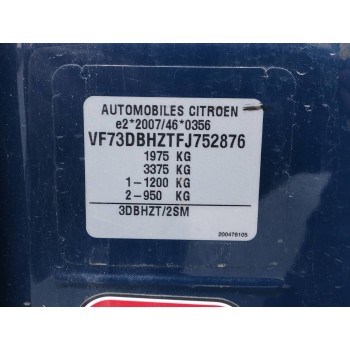 AUTOMOBILES CITROEN
e2*2007/46*0356
VF73DBHZTFJ752876
1975 KG
3375 KG
1-1200 KG
2-950 KG
3DBHZT/2SM
200478105